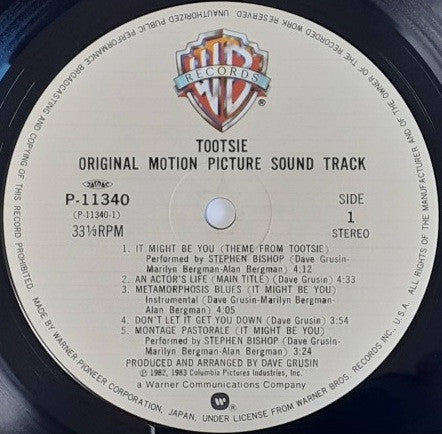 WB
RECORDS
®
TOOTSIE
ORIGINAL MOTION PICTURE SOUND TRACK
JASRAC
P-11340
(P-11340-1)
33⅓RPM
SIDE
1
STEREO
1. IT MIGHT BE YOU (THEME FROM TOOTSIE)
Performed by STEPHEN BISHOP (Dave Grusin-
Marilyn Bergman-Alan Bergman) 4:12
2. AN ACTOR'S LIFE (MAIN TITLE) (Dave Grusin) 4:33
3. METAMORPHOSIS BLUES (IT MIGHT BE YOU)
Instrumental (Dave Grusin-Marilyn Bergman-
Alan Bergman) 4:05
4. DON'T LET IT GET YOU DOWN (Dave Grusin) 3:54
5. MONTAGE PASTORALE (IT MIGHT BE YOU)
Performed by STEPHEN BISHOP (Dave Grusin-
Marilyn Bergman-Alan Bergman) 3:24
PRODUCED AND ARRANGED BY DAVE GRUSIN
℗ 1982, 1983 Columbia Pictures Industries, Inc.
a Warner Communications Company
®
MADE BY WARNER-PIONEER CORPORATION, JAPAN, UNDER LICENSE FROM WARNER BROS. RECORDS INC., U.S.A. ALL RIGHTS OF THE MANUFACTURER AND OF THE OWNER OF THE RECORDED WORK RESERVED. UNAUTHORIZED PUBLIC PERFORMANCE BROADCASTING AND COPYING OF THIS RECORD PROHIBITED.